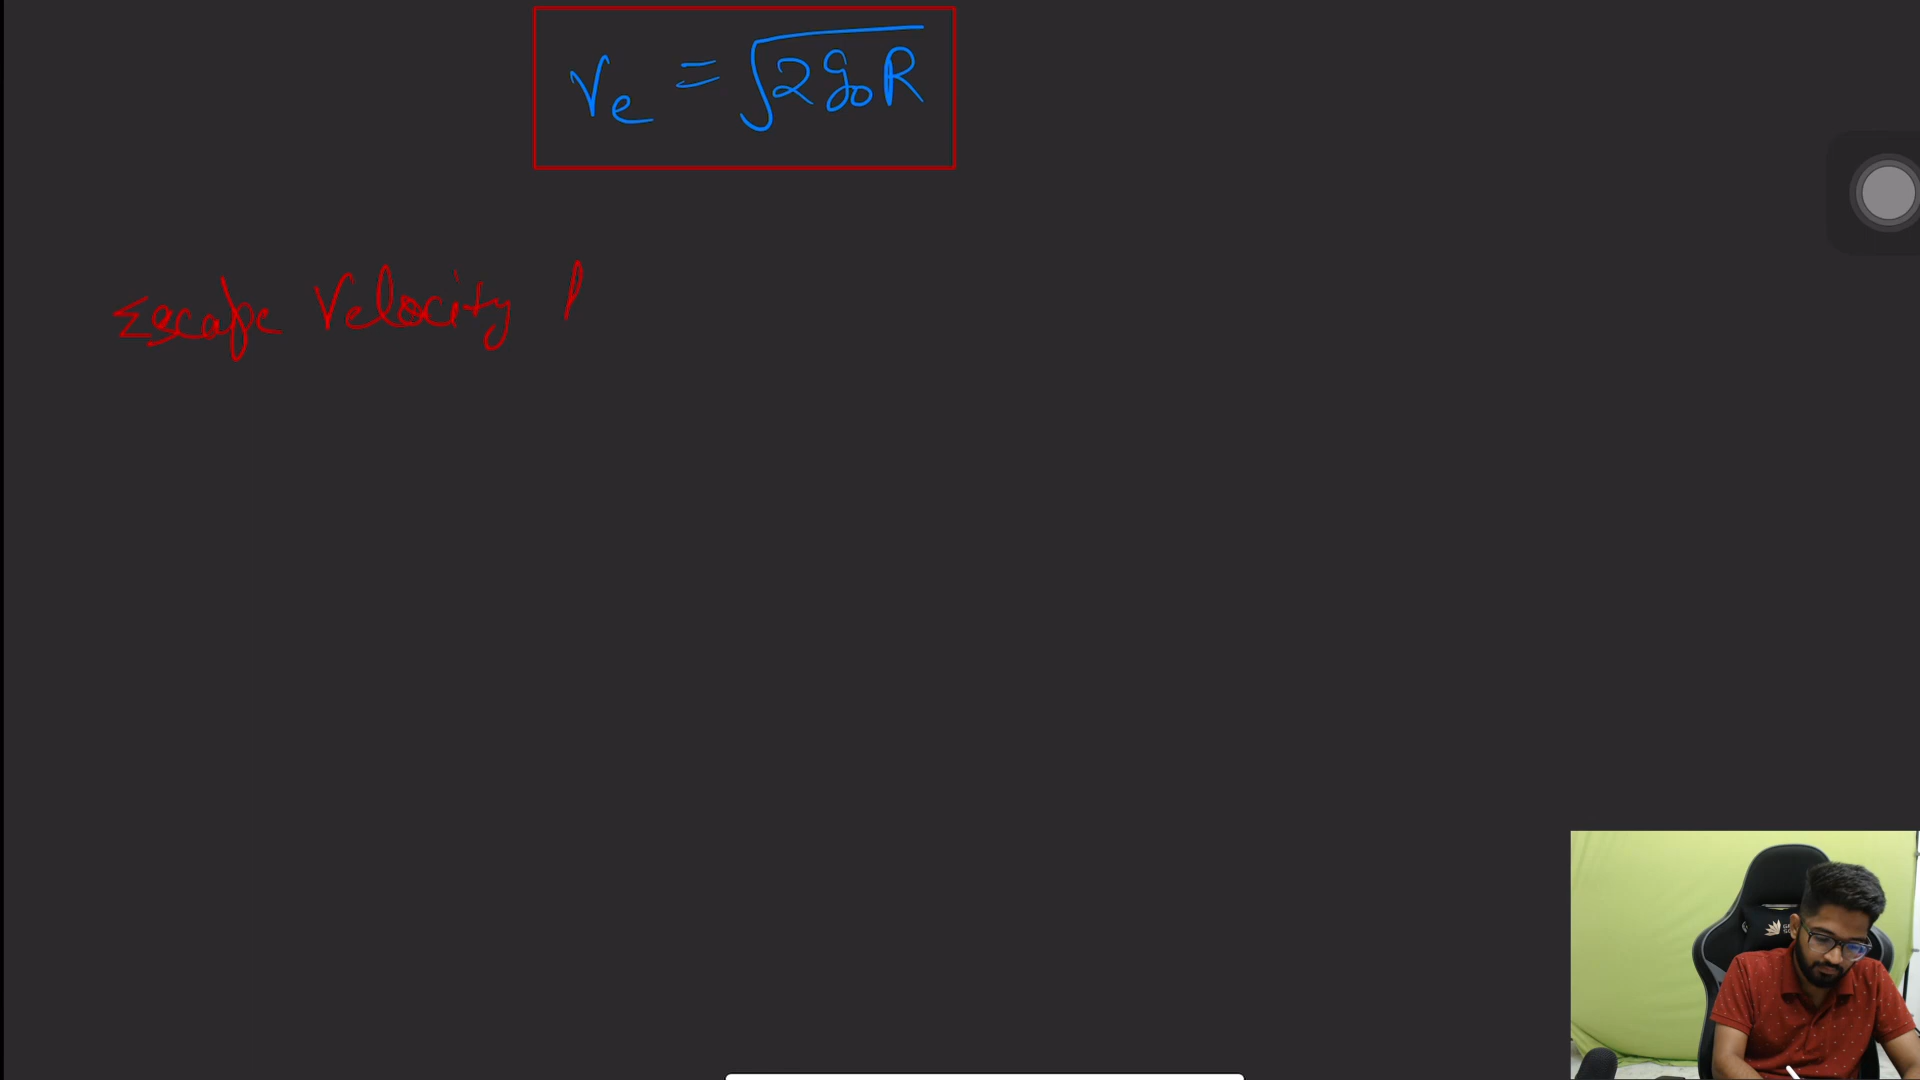 Ve = √2g₀R
Escape Velocity